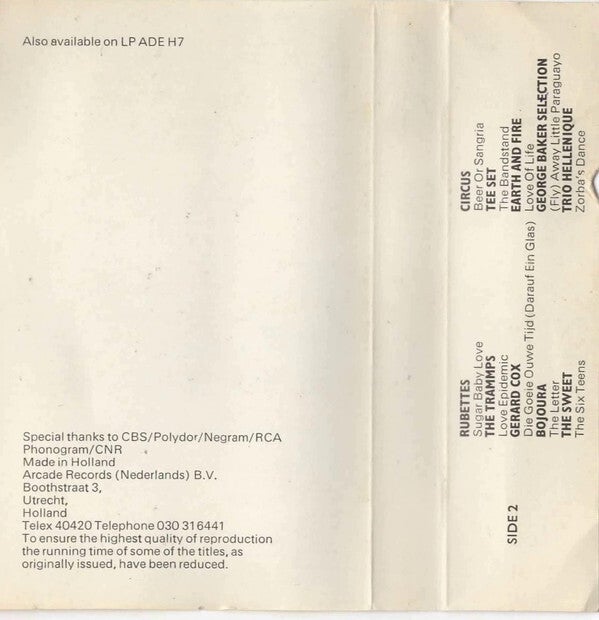 Also available on LP ADE H7
Special thanks to CBS/Polydor/Negram/RCA
Phonogram/CNR
Made in Holland
Arcade Records (Nederlands) B.V.
Boothstraat 3,
Utrecht,
Holland
Telex 40420 Telephone 030 316441
To ensure the highest quality of reproduction
the running time of some of the titles, as
originally issued, have been reduced.
SIDE 2
RUBETTES
Sugar Baby Love
THE TRAMMPS
Love Epidemic
GERARD COX
Die Goeie Ouwe Tijd (Darauf Ein Glas)
BOJOURA
The Letter
THE SWEET
The Six Teens
CIRCUS
Beer Or Sangria
TEE SET
The Bandstand
EARTH AND FIRE
Love Of Life
GEORGE BAKER SELECTION
(Fly) Away Little Paraguayo
TRIO HELLENIQUE
Zorba's Dance